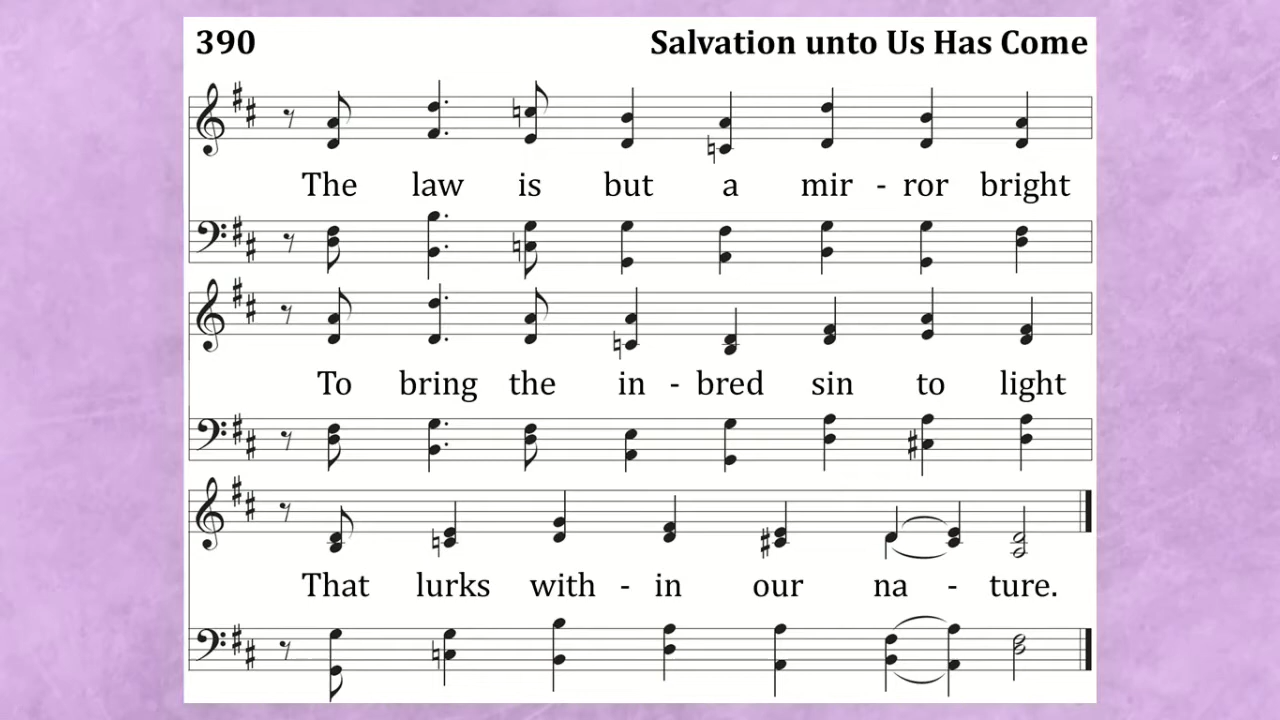 390 Salvation unto Us Has Come
The law is but a mir - ror bright
To bring the in - bred sin to light
That lurks with - in our na - ture.